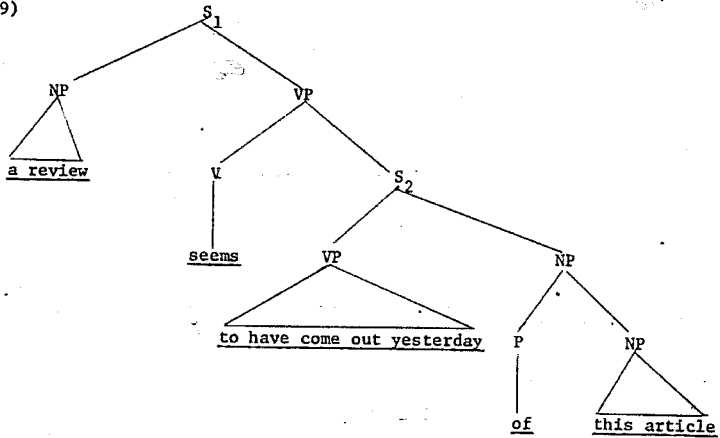 9)
S1
NP VP
a review V S2
seems VP NP
to have come out yesterday P NP
of this article